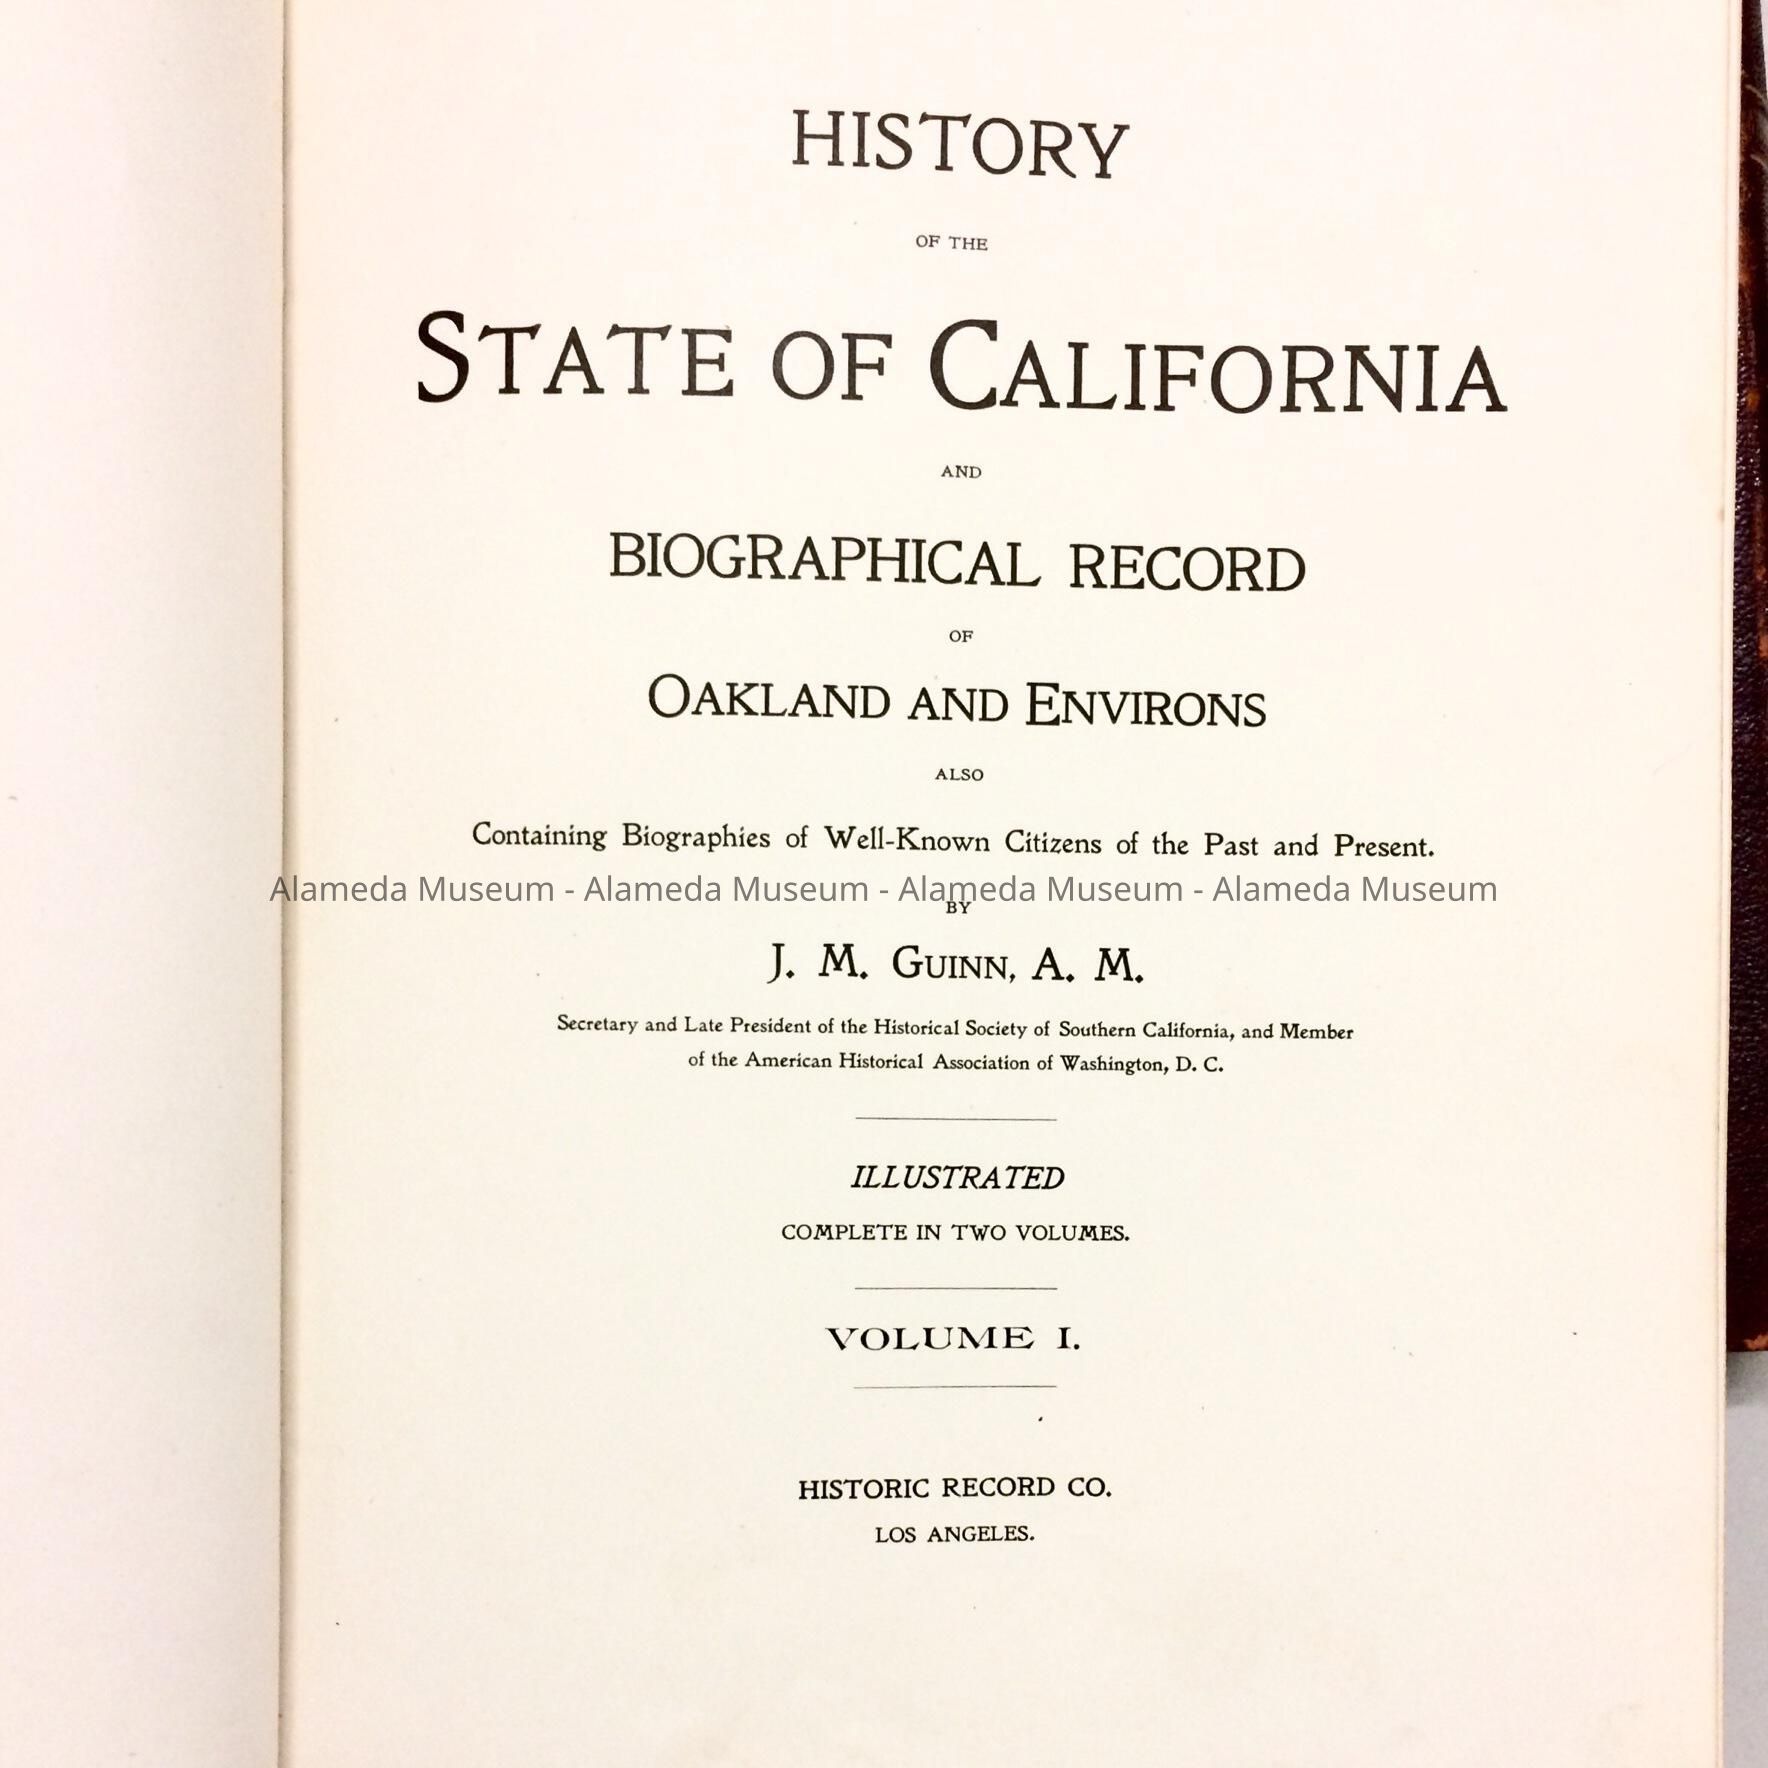 HISTORY
OF THE
STATE OF CALIFORNIA
AND
BIOGRAPHICAL RECORD
OF
OAKLAND AND ENVIRONS
ALSO
Containing Biographies of Well-Known Citizens of the Past and Present.
Alameda Museum - Alameda Museum - Alameda Museum - Alameda Museum
BY
J. M. GUINN, A. M.
Secretary and Late President of the Historical Society of Southern California, and Member
of the American Historical Association of Washington, D. C.
ILLUSTRATED
COMPLETE IN TWO VOLUMES.
VOLUME I.
HISTORIC RECORD CO.
LOS ANGELES.